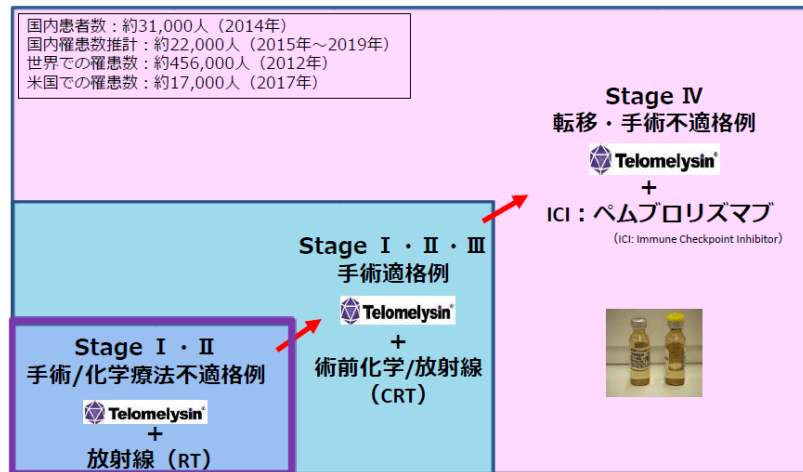 国内患者数：約31,000人（2014年）
国内罹患数推計：約22,000人（2015年～2019年）
世界での罹患数：約456,000人（2012年）
米国での罹患数：約17,000人（2017年）
Stage Ⅳ
転移・手術不適格例
Telomelysin®
+
ICI：ペムブロリズマブ
（ICI: Immune Checkpoint Inhibitor）
Stage Ⅰ・Ⅱ・Ⅲ
手術適格例
Telomelysin®
+
術前化学/放射線
（CRT）
Stage Ⅰ・Ⅱ
手術/化学療法不適格例
Telomelysin®
+
放射線（RT）